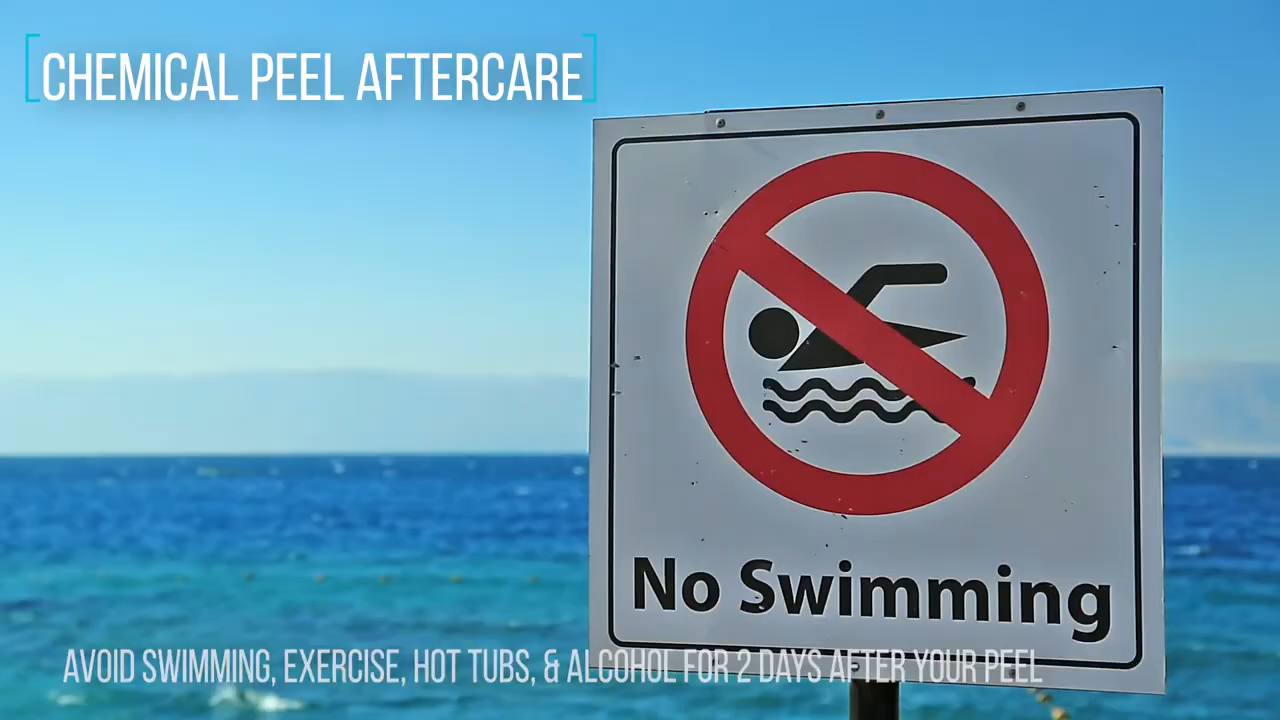 CHEMICAL PEEL AFTERCARE
No Swimming
AVOID SWIMMING, EXERCISE, HOT TUBS, & ALCOHOL FOR 2 DAYS AFTER YOUR PEEL